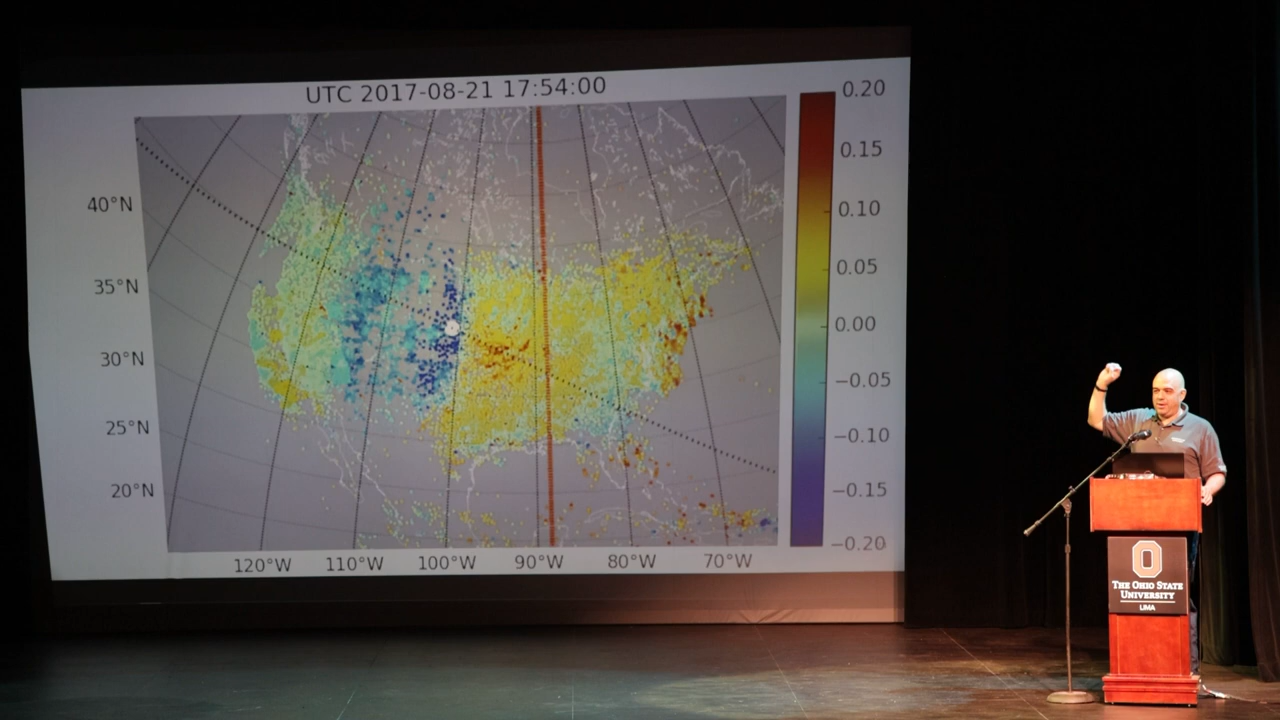 UTC 2017-08-21 17:54:00
40°N
35°N
30°N
25°N
20°N
120°W
110°W
100°W
90°W
80°W
70°W
0.20
0.15
0.10
0.05
0.00
−0.05
−0.10
−0.15
−0.20
O
THE OHIO STATE
UNIVERSITY
LIMA